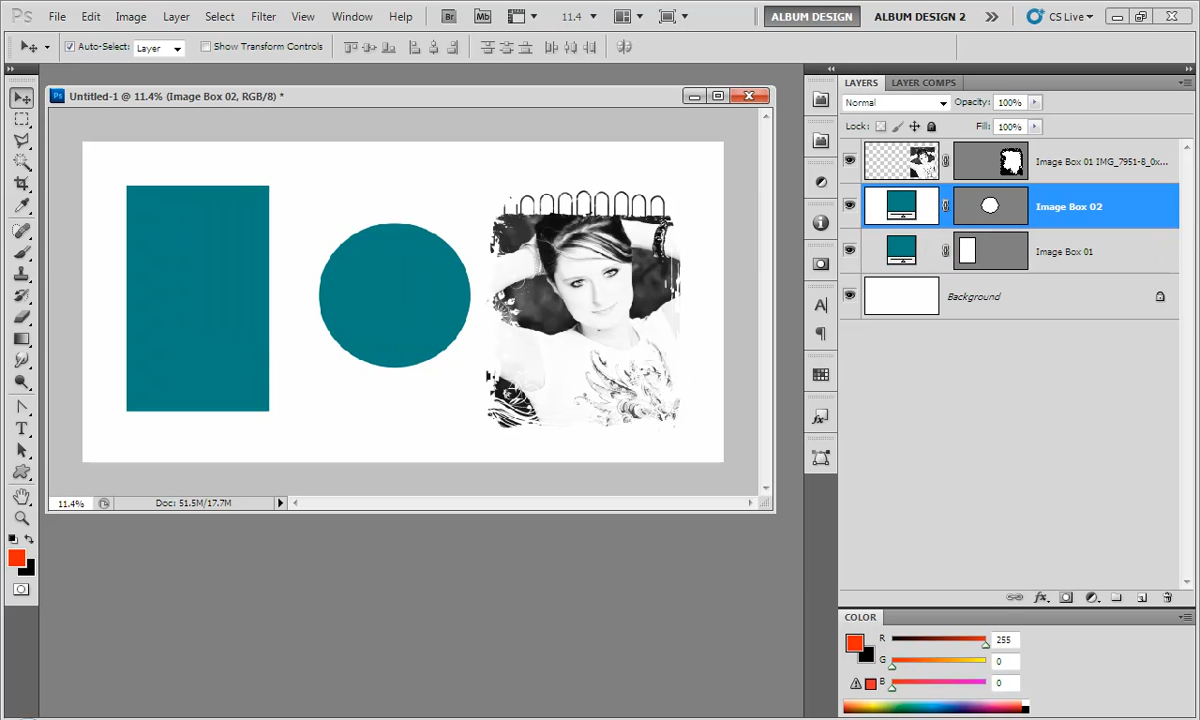 Ps File Edit Image Layer Select Filter View Window Help Br Mb 11.4 ALBUM DESIGN ALBUM DESIGN 2 CS Live
Auto-Select: Layer Show Transform Controls
Untitled-1 @ 11.4% (Image Box 02, RGB/8) *
LAYERS LAYER COMPS
Normal Opacity: 100%
Lock: Fill: 100%
Image Box 01 IMG_7951-8_0x...
Image Box 02
Image Box 01
Background
11.4% Doc: 51.5M/17.7M
COLOR
R 255
G 0
B 0